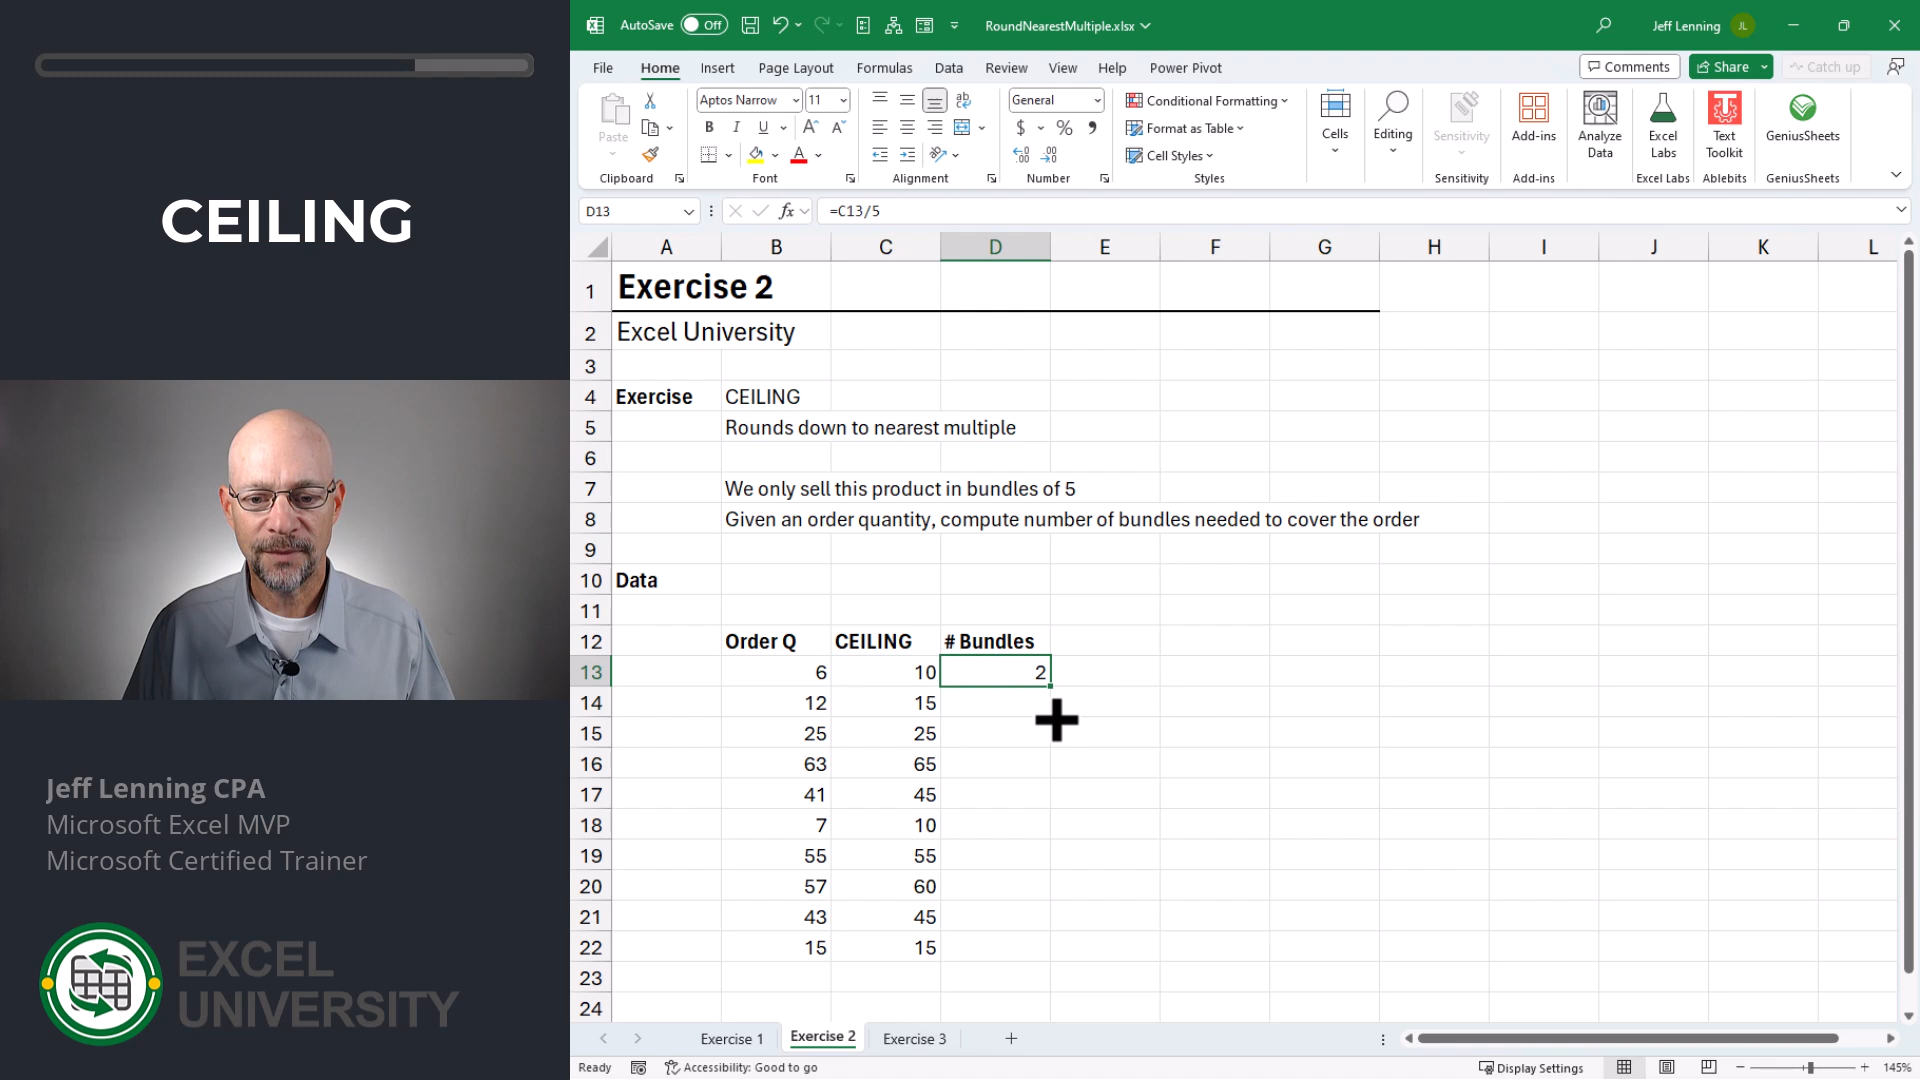 CEILING
Jeff Lenning CPA
Microsoft Excel MVP
Microsoft Certified Trainer
EXCEL
UNIVERSITY
AutoSave Off RoundNearestMultiple.xlsx Jeff Lenning JL
File Home Insert Page Layout Formulas Data Review View Help Power Pivot Comments Share Catch up
Paste Aptos Narrow 11 General Conditional Formatting Format as Table Cell Styles Cells Editing Sensitivity Add-ins Analyze Data Excel Labs Text Toolkit GeniusSheets
Clipboard Font Alignment Number Styles Sensitivity Add-ins Excel Labs Ablebits GeniusSheets
D13 fx =C13/5
A B C D E F G H I J K L
1 Exercise 2
2 Excel University
3
4 Exercise CEILING
5 Rounds down to nearest multiple
6
7 We only sell this product in bundles of 5
8 Given an order quantity, compute number of bundles needed to cover the order
9
10 Data
11
12 Order Q CEILING # Bundles
13 6 10 2
14 12 15
15 25 25
16 63 65
17 41 45
18 7 10
19 55 55
20 57 60
21 43 45
22 15 15
23
24
Exercise 1 Exercise 2 Exercise 3
Ready Accessibility: Good to go Display Settings 145%